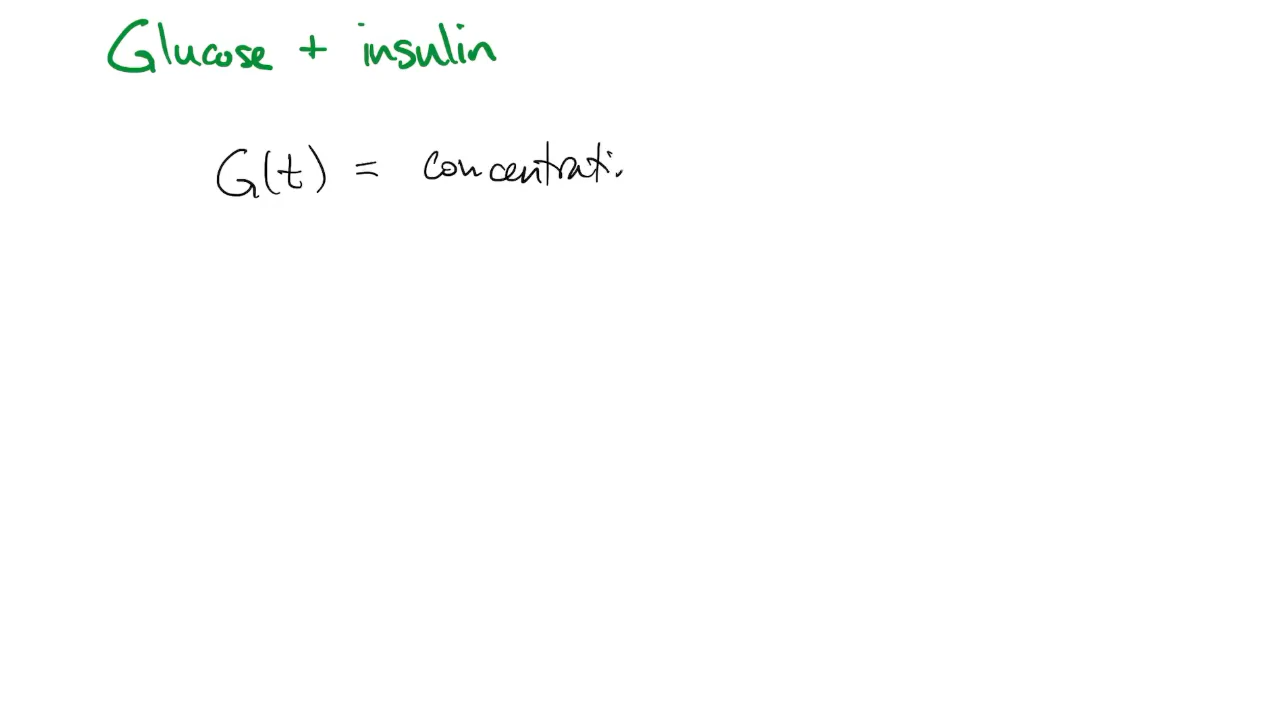 Glucose + insulin
G(t) = concentrati